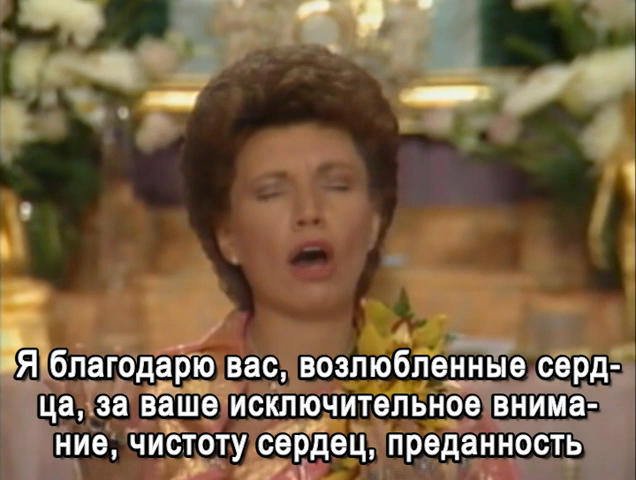 Я благодарю вас, возлюбленные серд-
ца, за ваше исключительное внима-
ние, чистоту сердец, преданность